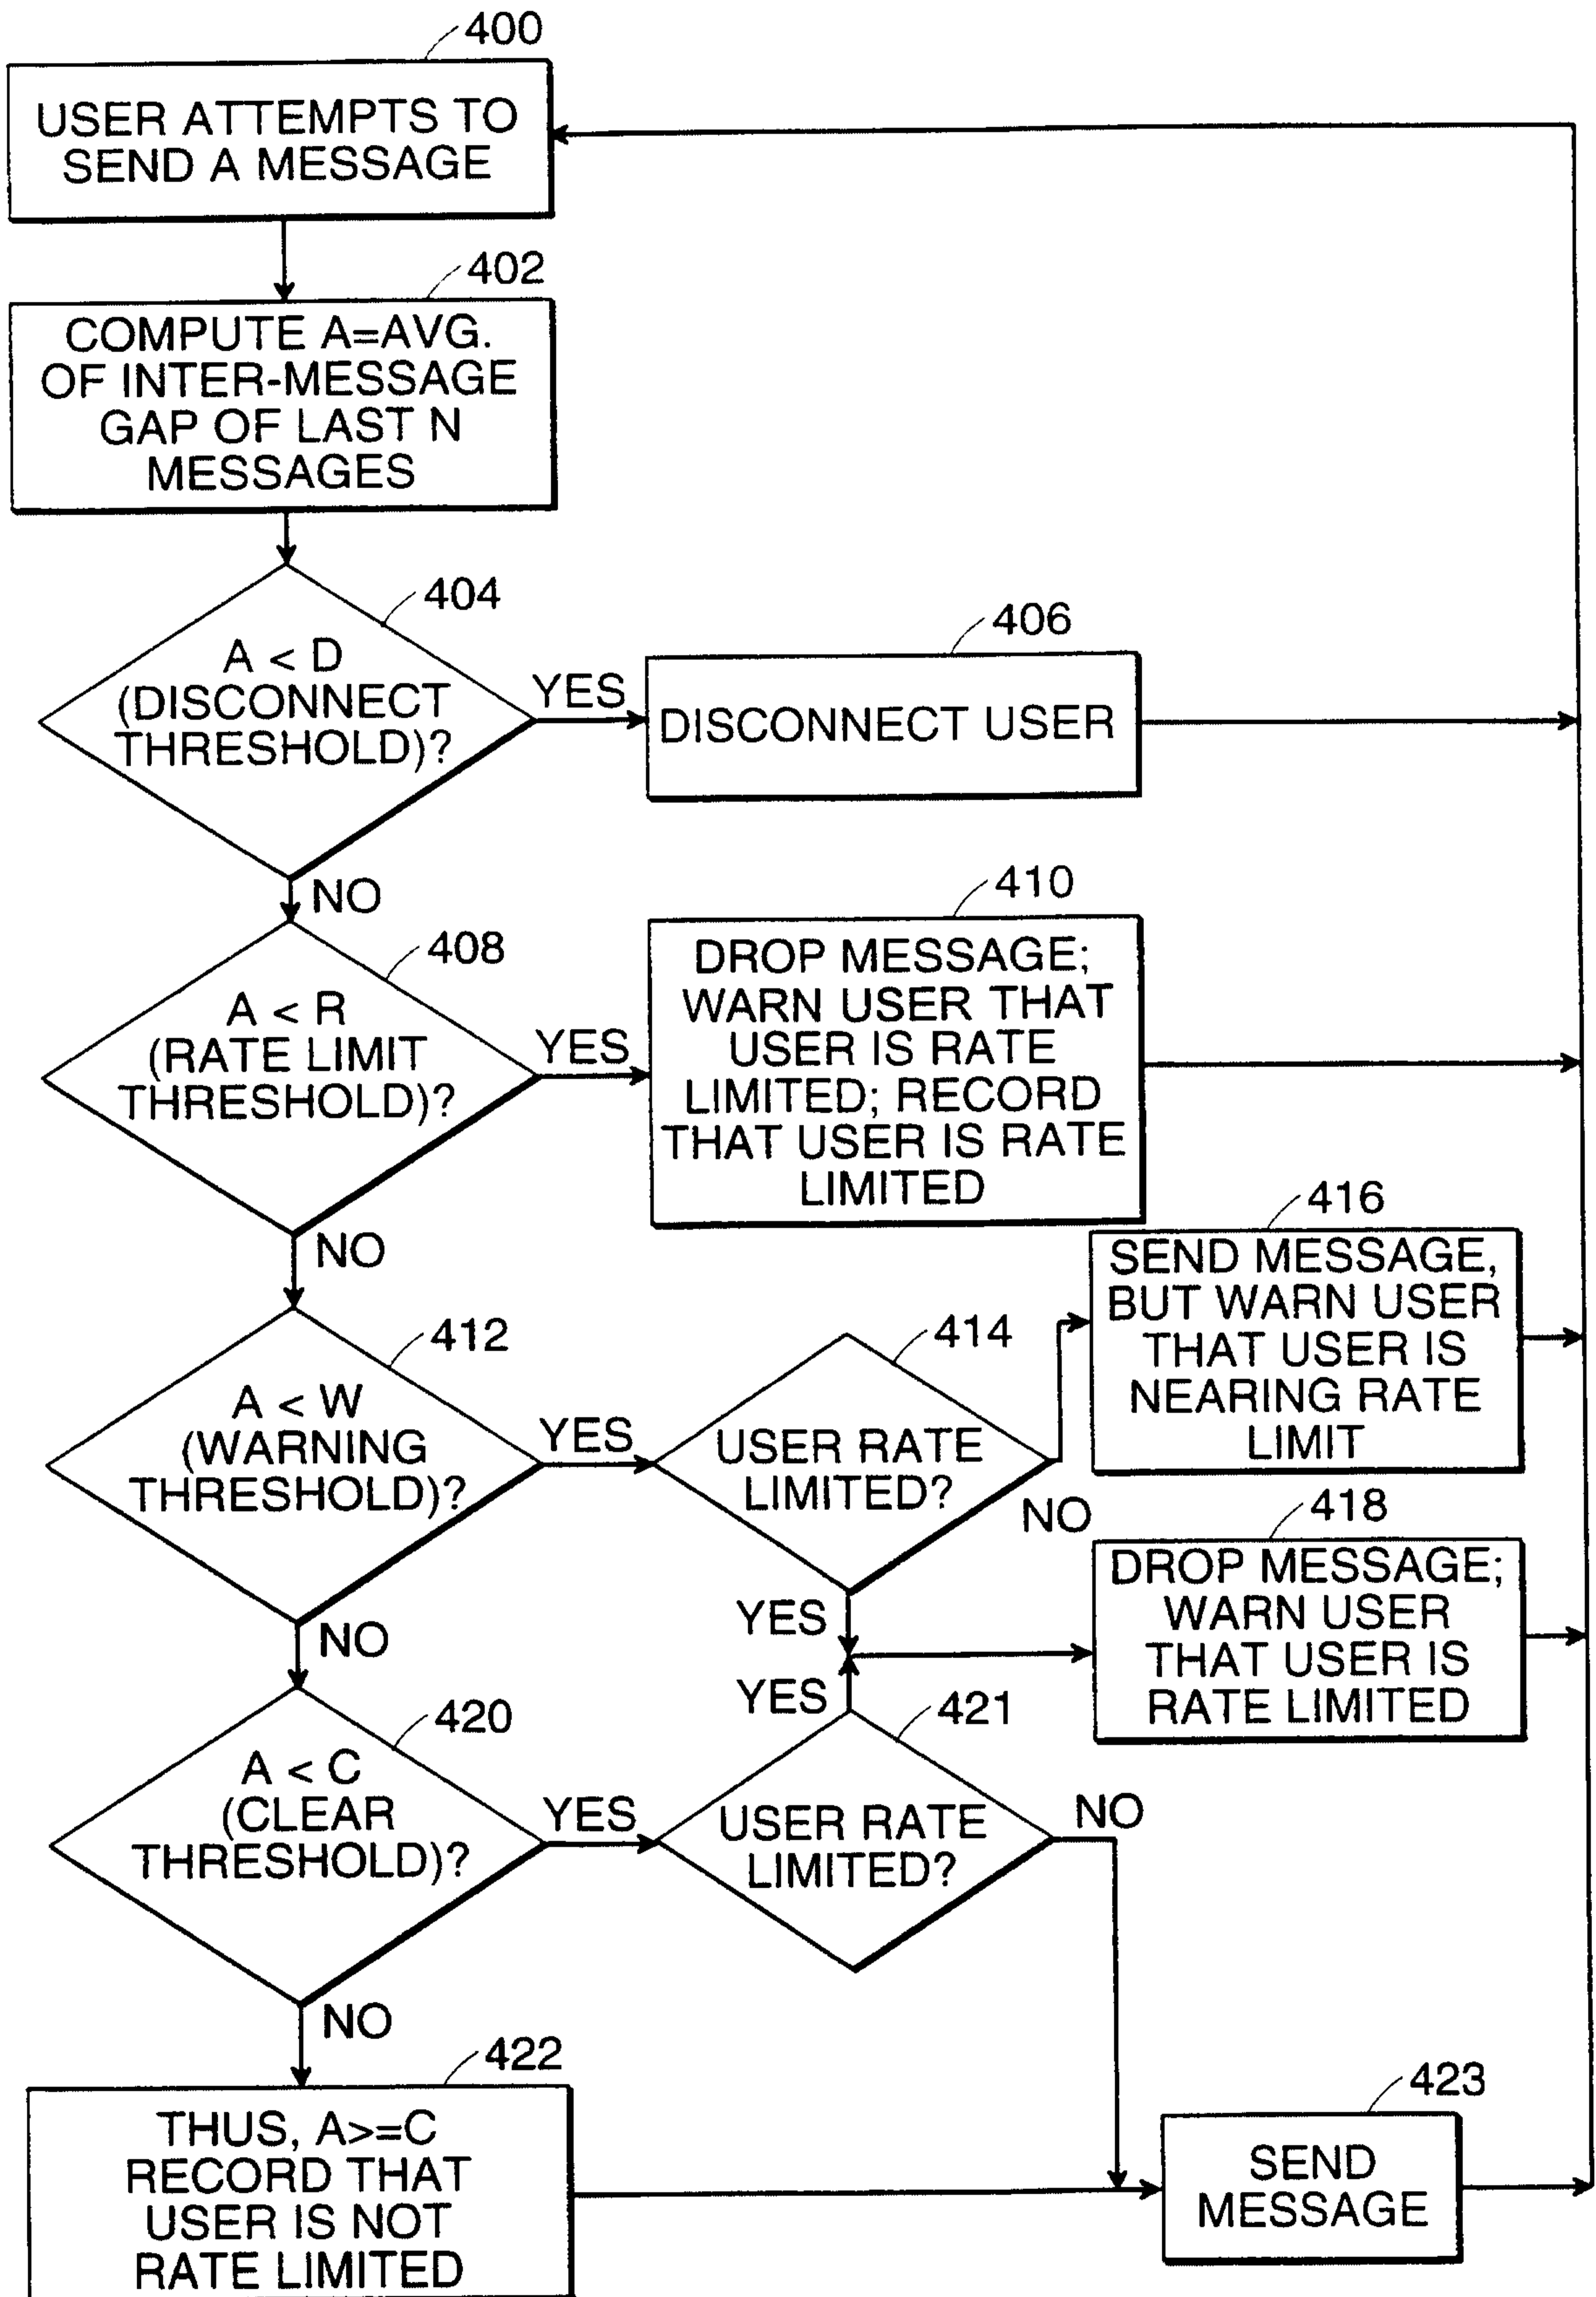 400
USER ATTEMPTS TO
SEND A MESSAGE
402
COMPUTE A=AVG.
OF INTER-MESSAGE
GAP OF LAST N
MESSAGES
404
A < D
(DISCONNECT
THRESHOLD)?
YES
406
DISCONNECT USER
NO
408
A < R
(RATE LIMIT
THRESHOLD)?
YES
410
DROP MESSAGE;
WARN USER THAT
USER IS RATE
LIMITED; RECORD
THAT USER IS RATE
LIMITED
NO
412
A < W
(WARNING
THRESHOLD)?
YES
414
USER RATE
LIMITED?
NO
416
SEND MESSAGE,
BUT WARN USER
THAT USER IS
NEARING RATE
LIMIT
YES
418
DROP MESSAGE;
WARN USER
THAT USER IS
RATE LIMITED
NO
420
A < C
(CLEAR
THRESHOLD)?
YES
YES
421
USER RATE
LIMITED?
NO
NO
422
THUS, A>=C
RECORD THAT
USER IS NOT
RATE LIMITED
423
SEND
MESSAGE